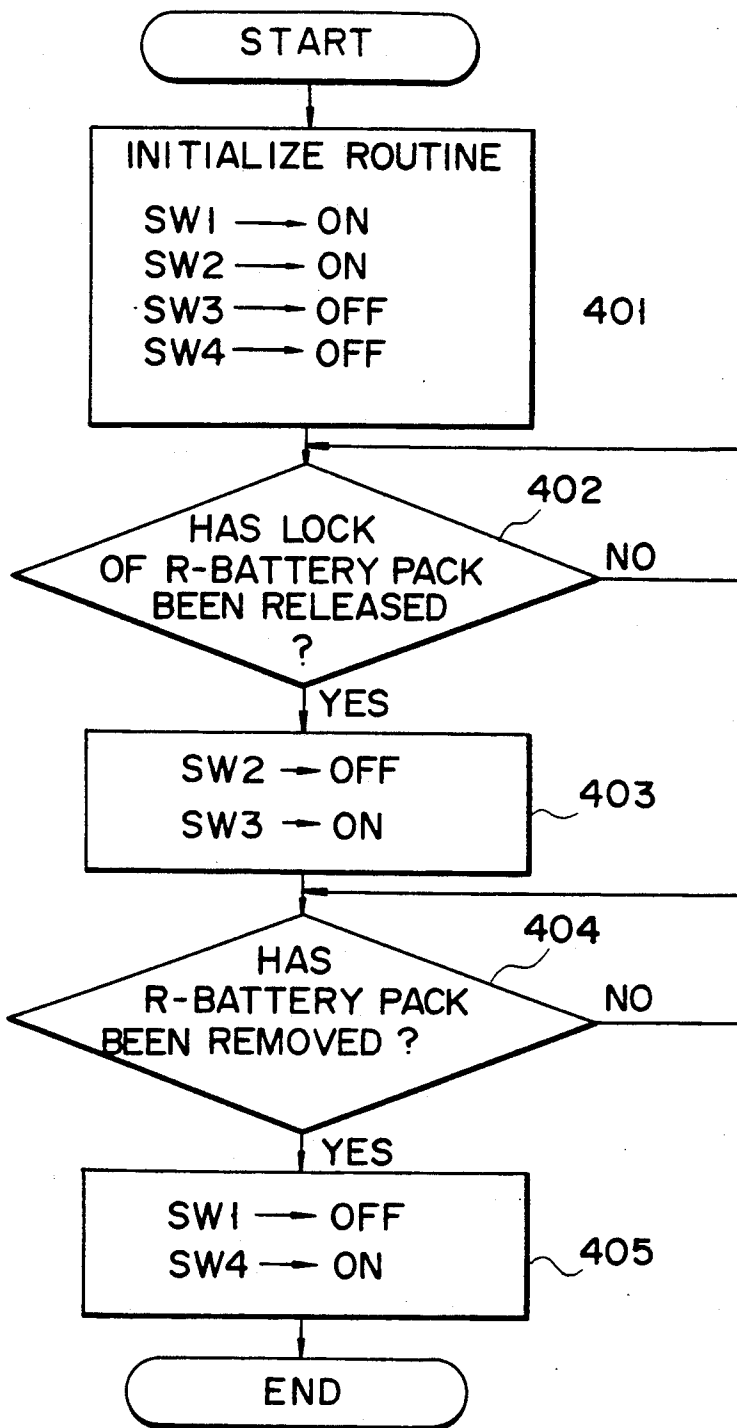 START
INITIALIZE ROUTINE
SW1 → ON
SW2 → ON
SW3 → OFF
SW4 → OFF
401
402
HAS LOCK
OF R-BATTERY PACK
BEEN RELEASED
?
NO
YES
SW2 → OFF
SW3 → ON
403
404
HAS
R-BATTERY PACK
BEEN REMOVED ?
NO
YES
SW1 → OFF
SW4 → ON
405
END